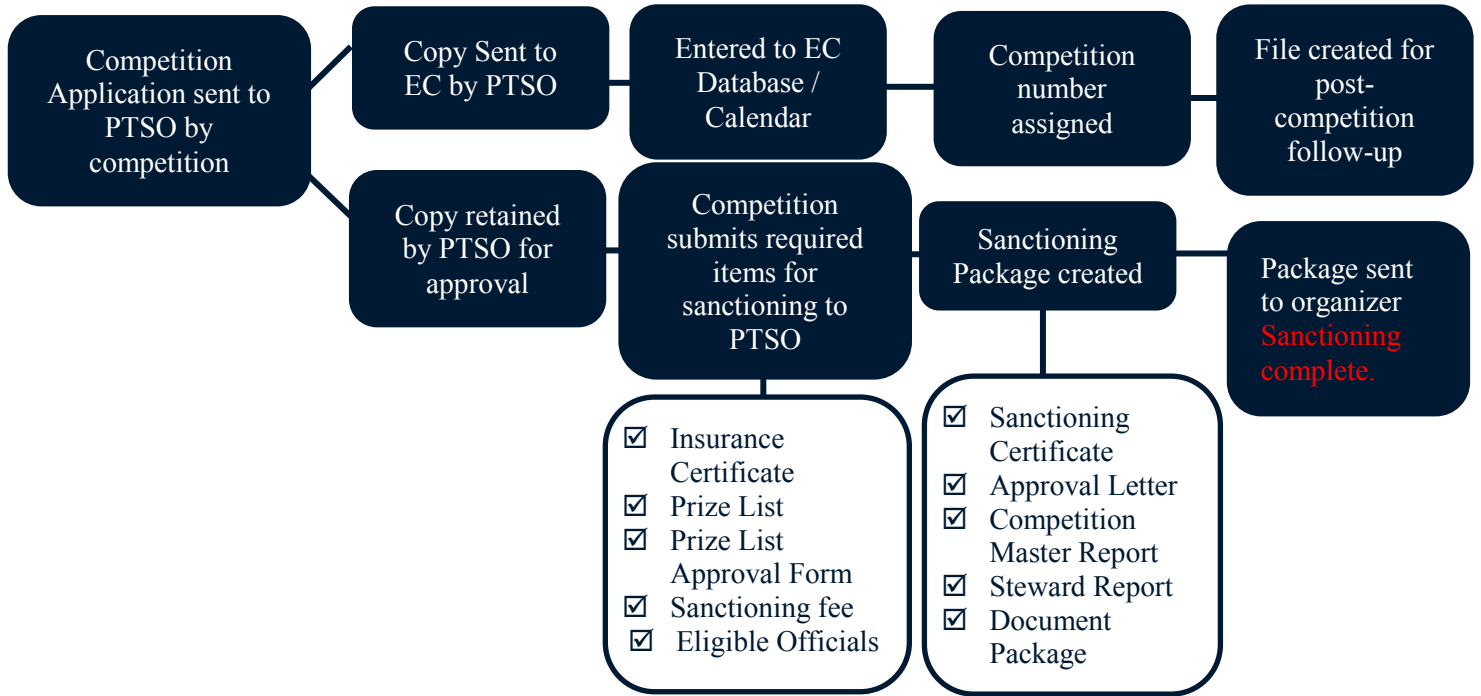 Competition
Application sent to
PTSO by
competition
Copy Sent to
EC by PTSO
Entered to EC
Database /
Calendar
Competition
number
assigned
File created for
post-
competition
follow-up
Copy retained
by PTSO for
approval
Competition
submits required
items for
sanctioning to
PTSO
Sanctioning
Package created
Package sent
to organizer
Sanctioning
complete.
☑ Insurance
Certificate
☑ Prize List
☑ Prize List
Approval Form
☑ Sanctioning fee
☑ Eligible Officials
☑ Sanctioning
Certificate
☑ Approval Letter
☑ Competition
Master Report
☑ Steward Report
☑ Document
Package